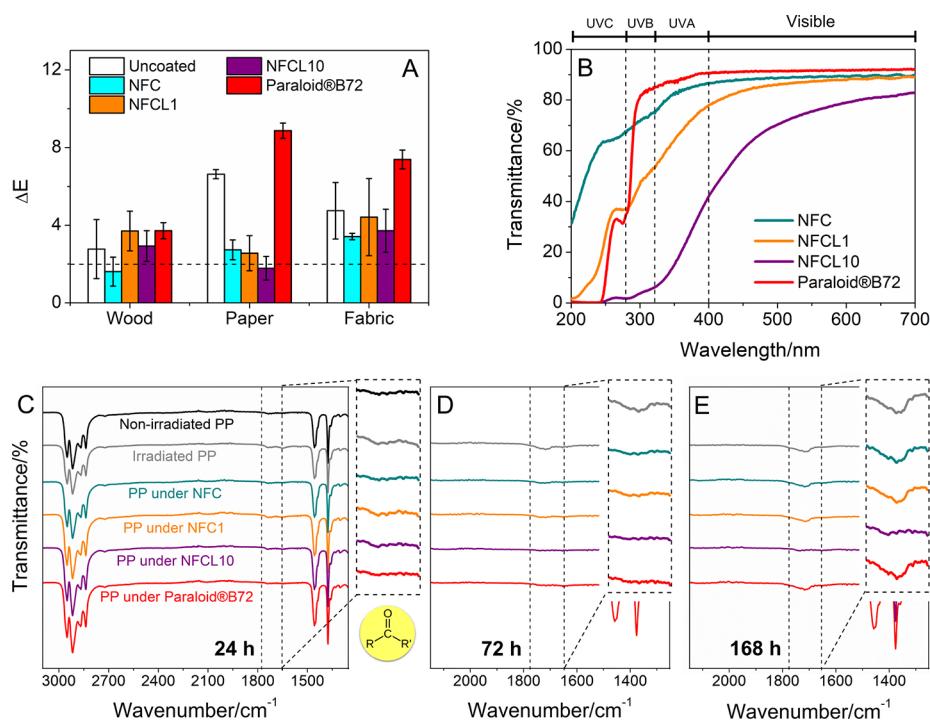 A
Uncoated
NFC
NFCL1
NFCL10
Paraloid®B72
ΔE
12
8
4
0
Wood
Paper
Fabric
UVC
UVB
UVA
Visible
B
Transmittance/%
100
80
60
40
20
0
NFC
NFCL1
NFCL10
Paraloid®B72
200
300
400
500
600
700
Wavelength/nm
C
Transmittance/%
Non-irradiated PP
Irradiated PP
PP under NFC
PP under NFC1
PP under NFCL10
PP under Paraloid®B72
24 h
O
R
C
R'
3000
2700
2400
2100
1800
1500
Wavenumber/cm-1
D
72 h
2000
1800
1600
1400
Wavenumber/cm-1
E
168 h
2000
1800
1600
1400
Wavenumber/cm-1